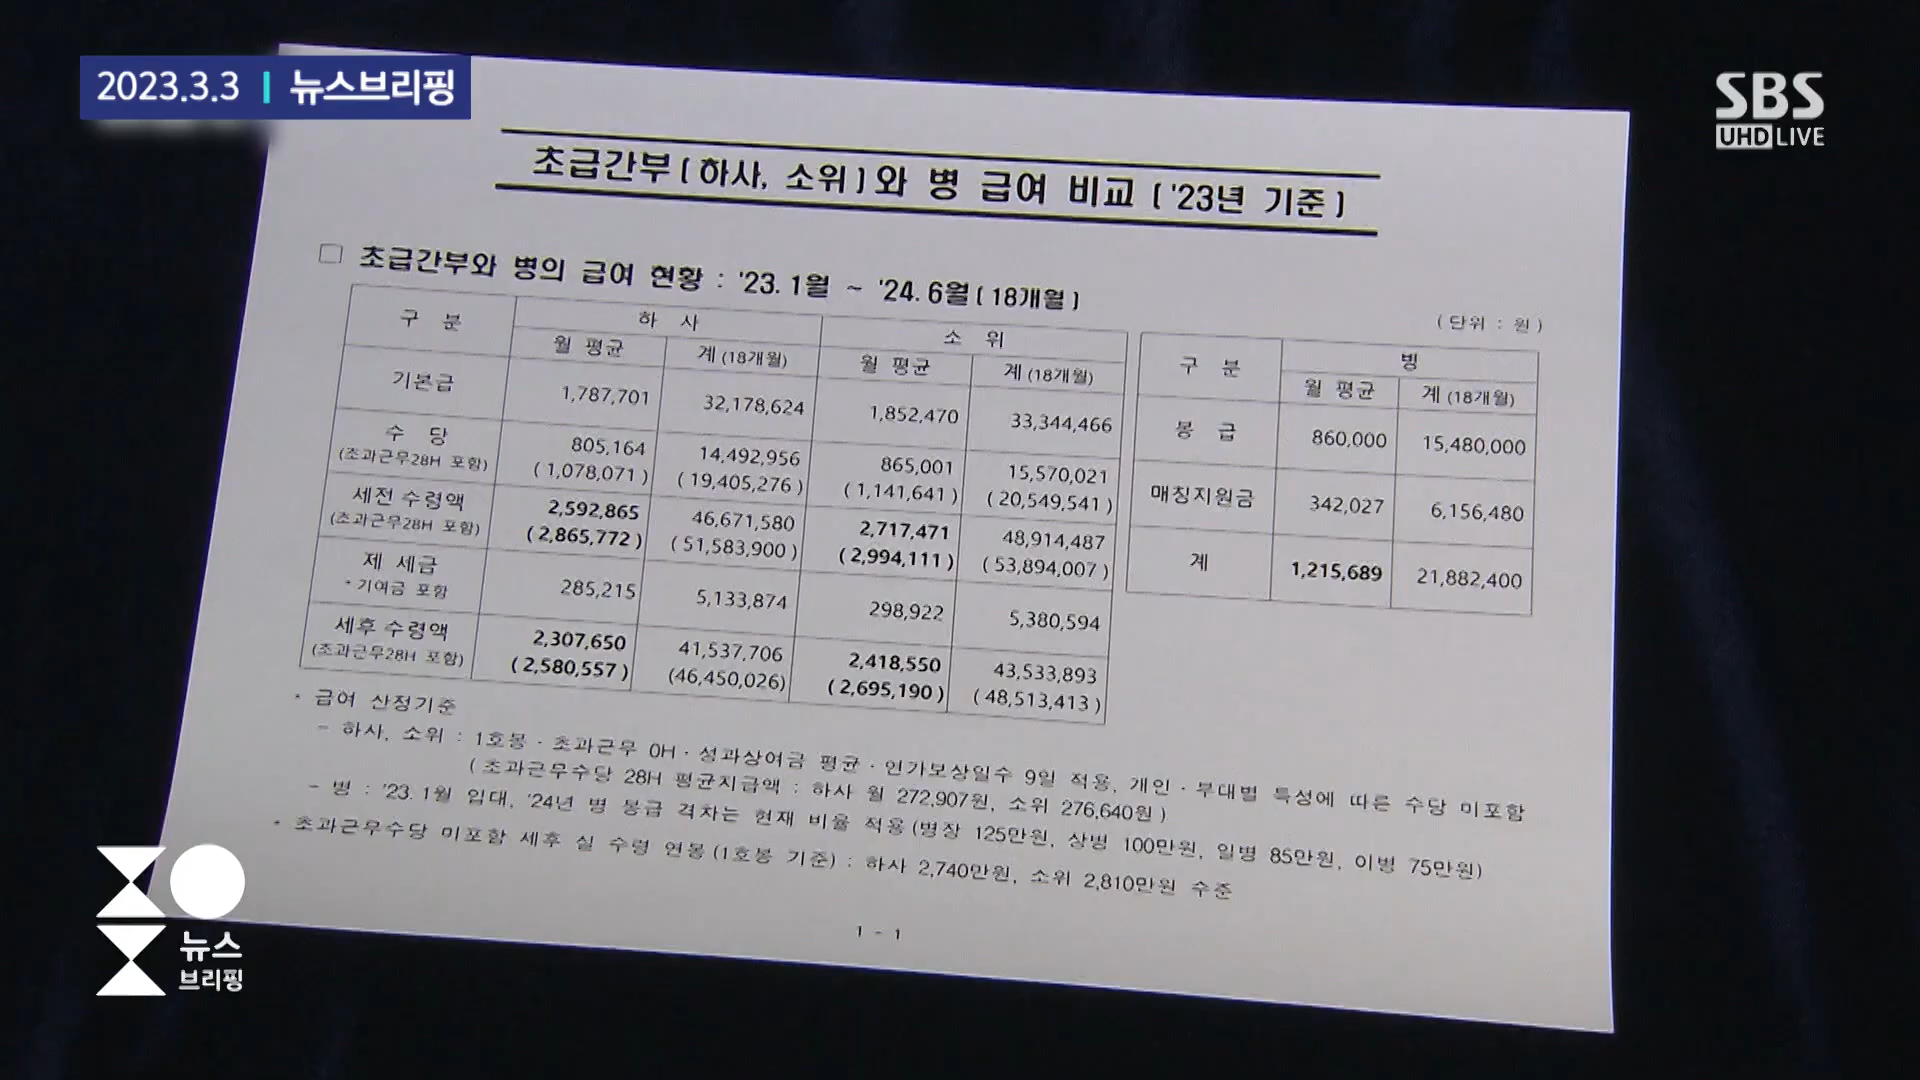 2023.3.3 | 뉴스브리핑
SBS
UHD LIVE
초급간부(하사, 소위)와 병 급여 비교('23년 기준)
□ 초급간부와 병의 급여 현황 : '23. 1월 ~ '24. 6월(18개월)
(단위 : 원)
구 분 하 사 소 위
월 평균 계(18개월) 월 평균 계(18개월)
기본급 1,787,701 32,178,624 1,852,470 33,344,466
수 당 805,164 14,492,956 865,001 15,570,021
(초과근무28H 포함) (1,078,071) (19,405,276) (1,141,641) (20,549,541)
세전 수령액 2,592,865 46,671,580 2,717,471 48,914,487
(초과근무28H 포함) (2,865,772) (51,583,900) (2,994,111) (53,894,007)
제 세금 285,215 5,133,874 298,922 5,380,594
* 기여금 포함
세후 수령액 2,307,650 41,537,706 2,418,550 43,533,893
(초과근무28H 포함) (2,580,557) (46,450,026) (2,695,190) (48,513,413)
구 분 병
월 평균 계(18개월)
봉 급 860,000 15,480,000
매칭지원금 342,027 6,156,480
계 1,215,689 21,882,400
* 급여 산정기준
- 하사, 소위 : 1호봉·초과근무 0H·성과상여금 평균·연가보상일수 9일 적용, 개인·부대별 특성에 따른 수당 미포함
(초과근무수당 28H 평균지급액 : 하사 월 272,907원, 소위 276,640원)
- 병 : '23. 1월 입대, '24년 병 봉급 격차는 현재 비율 적용(병장 125만원, 상병 100만원, 일병 85만원, 이병 75만원)
* 초과근무수당 미포함 세후 실 수령 연봉(1호봉 기준) : 하사 2,740만원, 소위 2,810만원 수준
1 - 1
뉴스
브리핑